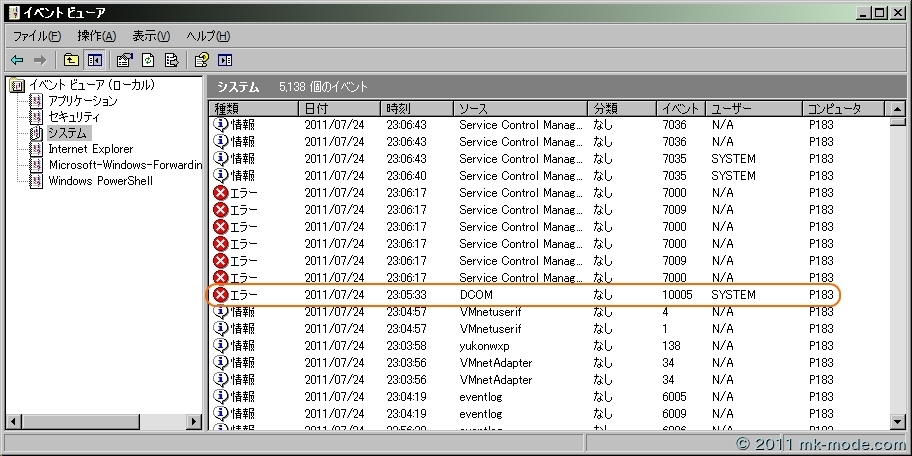 イベント ビューア
ファイル(F) 操作(A) 表示(V) ヘルプ(H)
イベント ビューア (ローカル)
アプリケーション
セキュリティ
システム
Internet Explorer
Microsoft-Windows-Forwardin
Windows PowerShell
システム 5,138 個のイベント
種類 日付 時刻 ソース 分類 イベント ユーザー コンピュータ
情報 2011/07/24 23:06:43 Service Control Manag... なし 7036 N/A P183
情報 2011/07/24 23:06:43 Service Control Manag... なし 7036 N/A P183
情報 2011/07/24 23:06:43 Service Control Manag... なし 7035 SYSTEM P183
情報 2011/07/24 23:06:40 Service Control Manag... なし 7035 SYSTEM P183
エラー 2011/07/24 23:06:17 Service Control Manag... なし 7000 N/A P183
エラー 2011/07/24 23:06:17 Service Control Manag... なし 7009 N/A P183
エラー 2011/07/24 23:06:17 Service Control Manag... なし 7000 N/A P183
エラー 2011/07/24 23:06:17 Service Control Manag... なし 7000 N/A P183
エラー 2011/07/24 23:06:17 Service Control Manag... なし 7009 N/A P183
エラー 2011/07/24 23:06:17 Service Control Manag... なし 7000 N/A P183
エラー 2011/07/24 23:05:33 DCOM なし 10005 SYSTEM P183
情報 2011/07/24 23:04:57 VMnetuserif なし 4 N/A P183
情報 2011/07/24 23:04:57 VMnetuserif なし 1 N/A P183
情報 2011/07/24 23:03:58 yukonwxp なし 138 N/A P183
情報 2011/07/24 23:03:56 VMnetAdapter なし 34 N/A P183
情報 2011/07/24 23:03:56 VMnetAdapter なし 34 N/A P183
情報 2011/07/24 23:04:19 eventlog なし 6005 N/A P183
情報 2011/07/24 23:04:19 eventlog なし 6009 N/A P183
情報 2011/07/24 eventlog なし 6006 N/A P183
© 2011 mk-mode.com